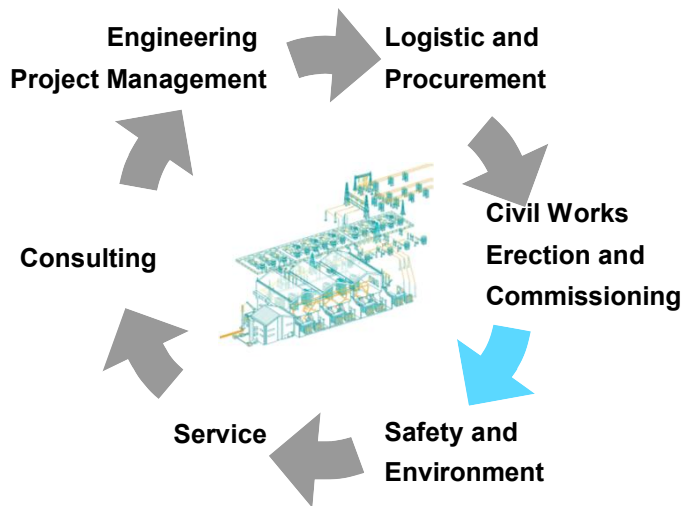 Engineering
Project Management
Logistic and
Procurement
Civil Works
Erection and
Commissioning
Safety and
Environment
Service
Consulting